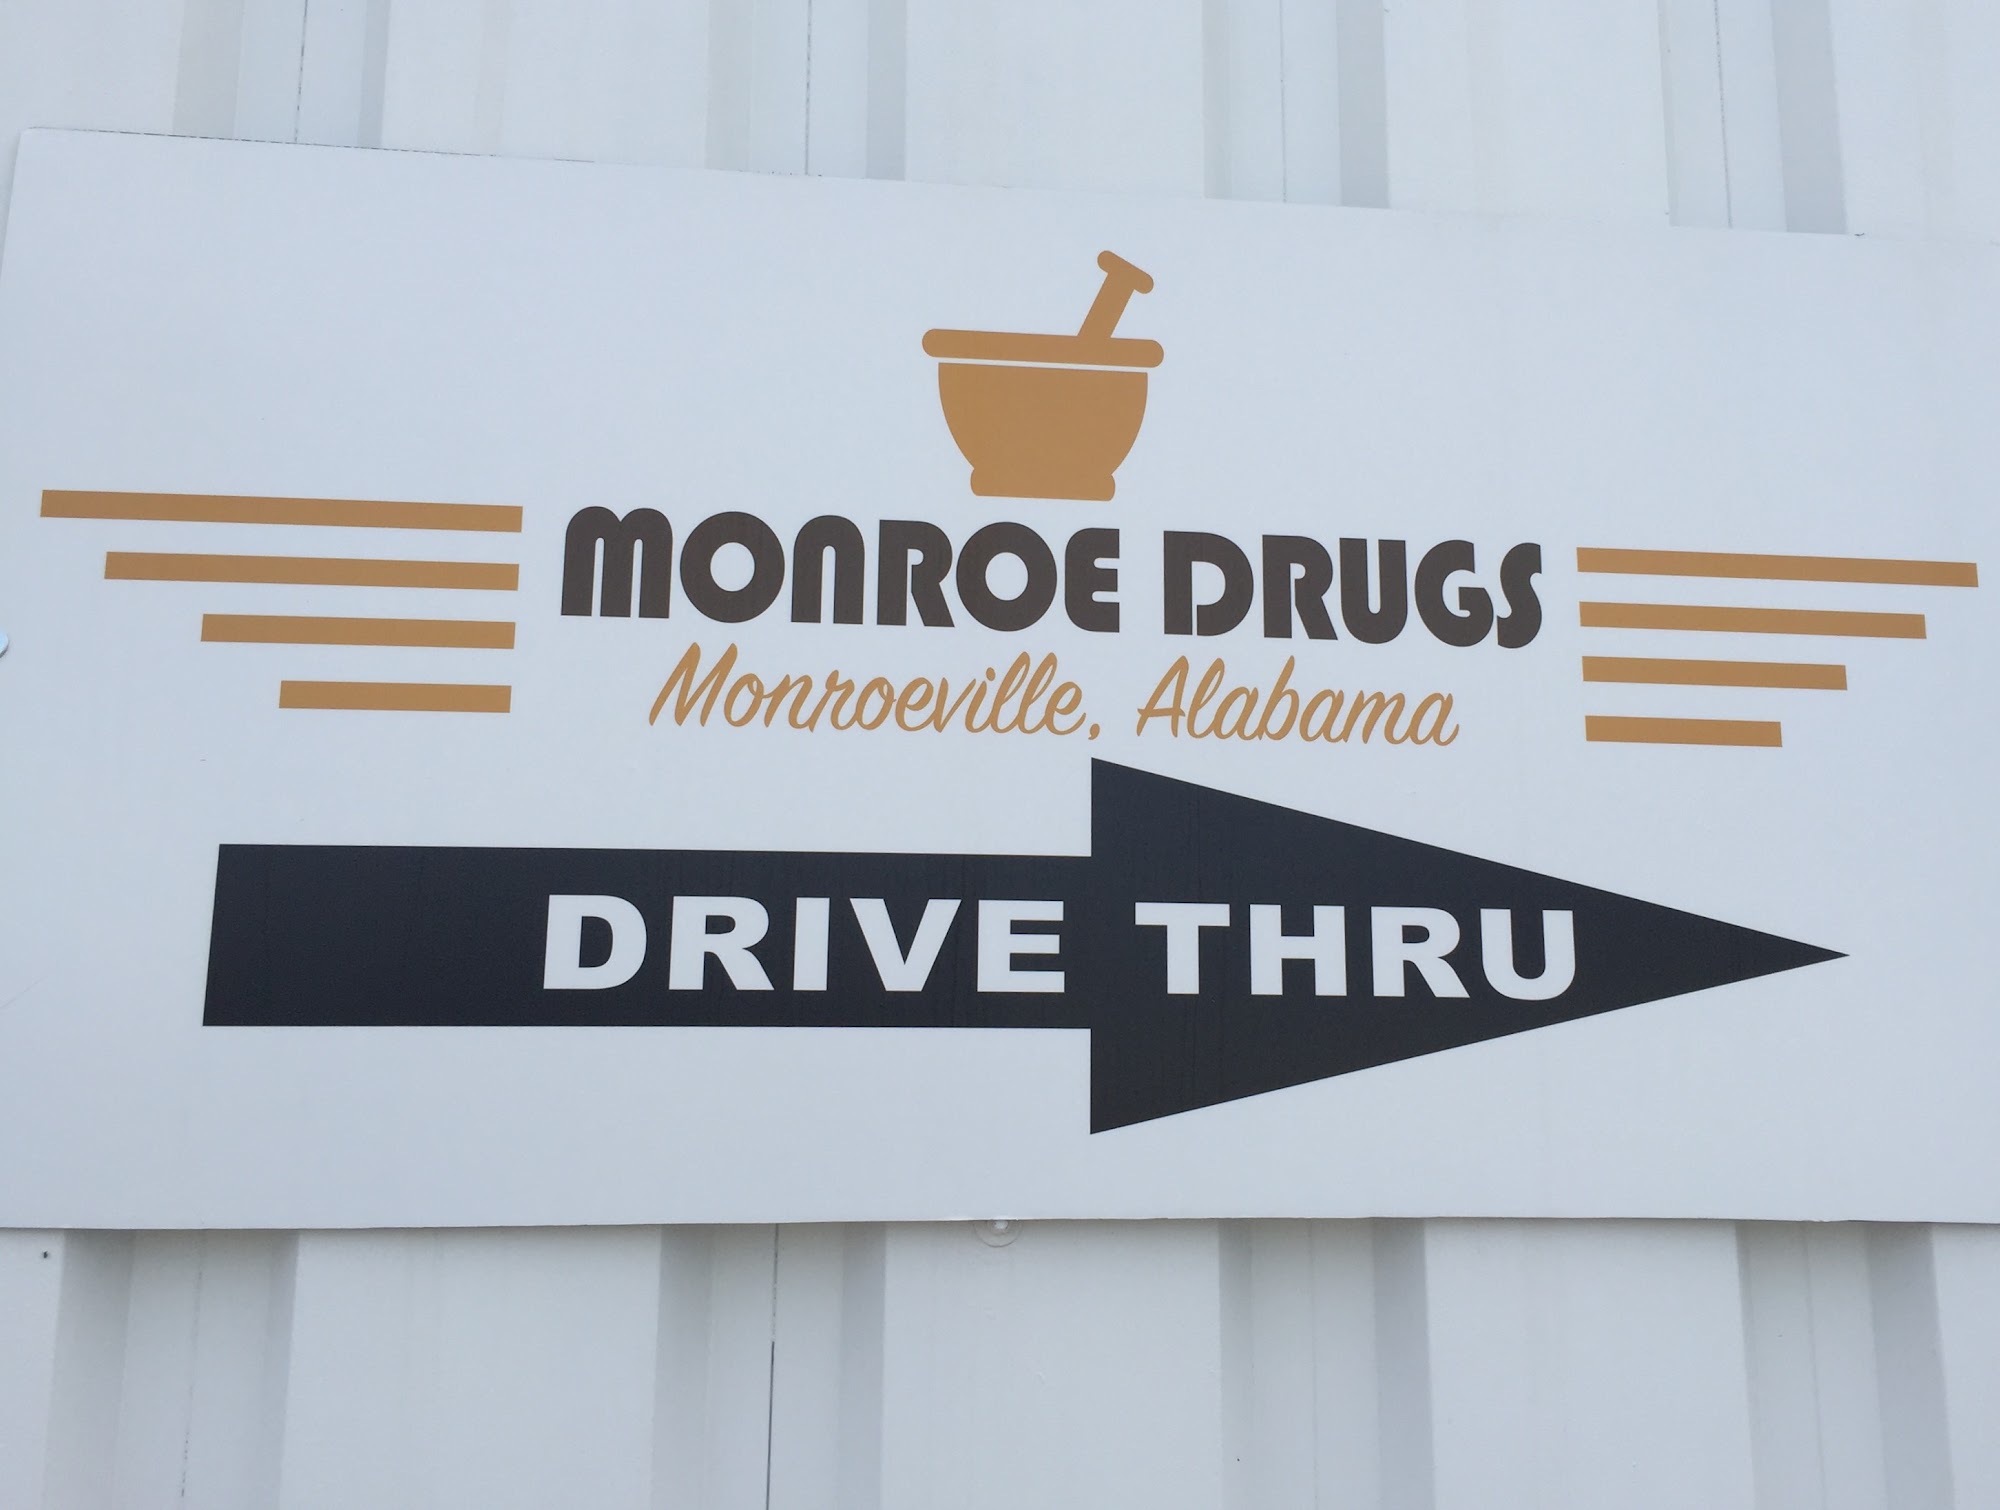 MONROE DRUGS
Monroeville, Alabama
DRIVE THRU